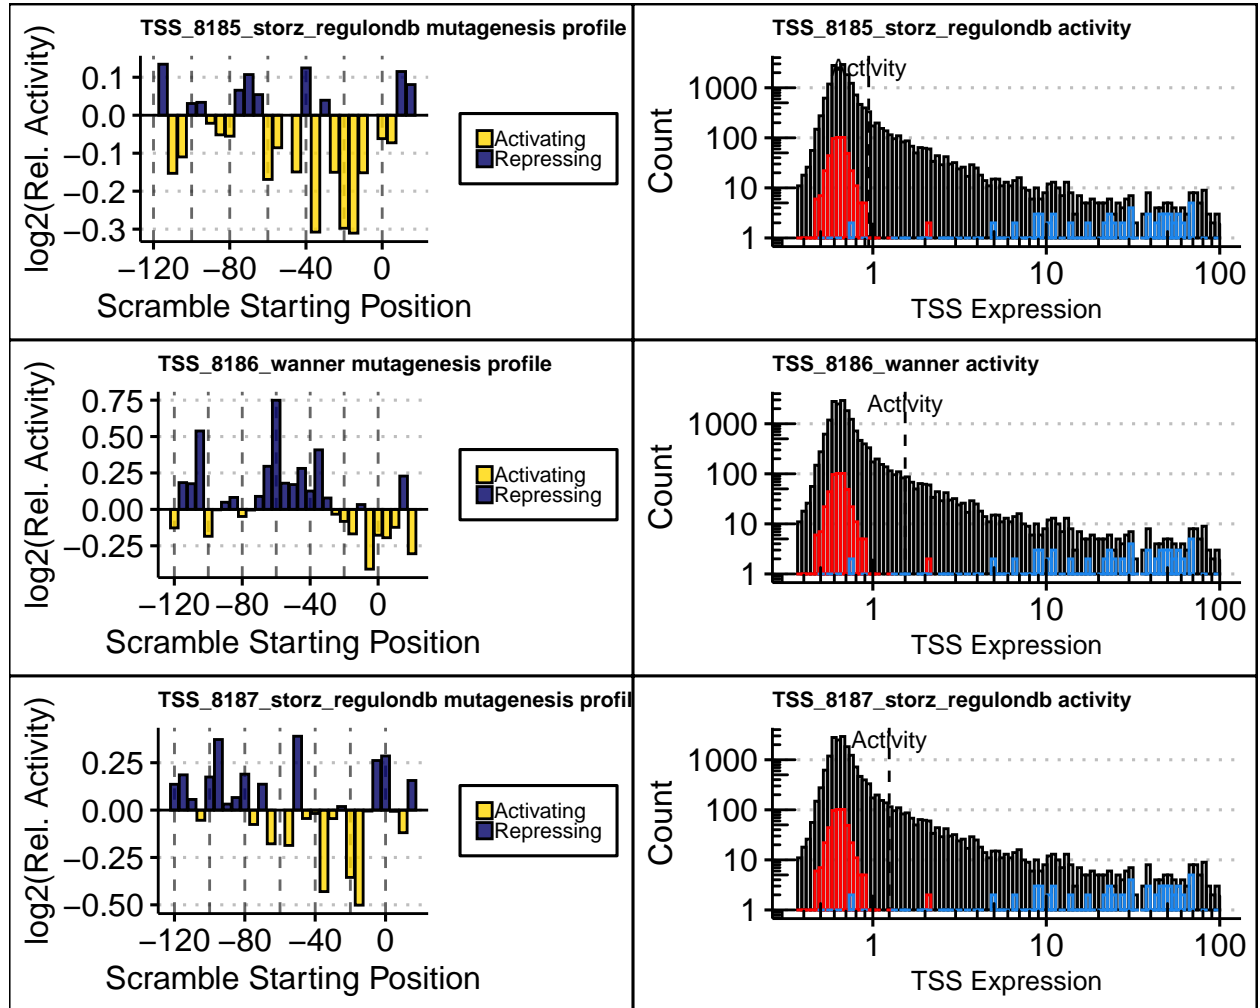 TSS_8185_storz_regulondb mutagenesis profile
log2(Rel. Activity)
0.1
0.0
−0.1
−0.2
−0.3
−120 −80 −40 0
Scramble Starting Position
Activating
Repressing
TSS_8185_storz_regulondb activity
Activity
Count
1000
100
10
1
1 10 100
TSS Expression
TSS_8186_wanner mutagenesis profile
log2(Rel. Activity)
0.75
0.50
0.25
0.00
−0.25
−120 −80 −40 0
Scramble Starting Position
Activating
Repressing
TSS_8186_wanner activity
Activity
Count
1000
100
10
1
1 10 100
TSS Expression
TSS_8187_storz_regulondb mutagenesis profil
log2(Rel. Activity)
0.25
0.00
−0.25
−0.50
−120 −80 −40 0
Scramble Starting Position
Activating
Repressing
TSS_8187_storz_regulondb activity
Activity
Count
1000
100
10
1
1 10 100
TSS Expression